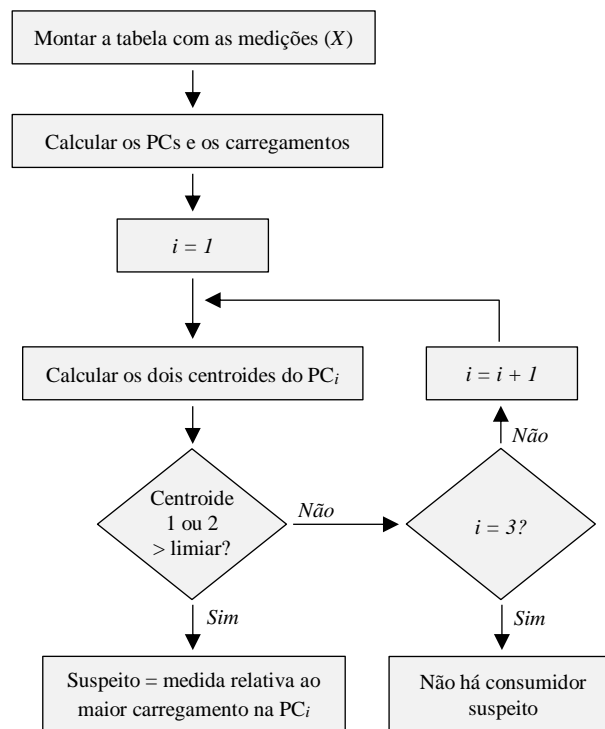 Montar a tabela com as medições (X)
Calcular os PCs e os carregamentos
i = 1
Calcular os dois centroides do PCi
i = i + 1
Não
Centroide
1 ou 2
> limiar?
Não
i = 3?
Sim
Sim
Suspeito = medida relativa ao
maior carregamento na PCi
Não há consumidor
suspeito